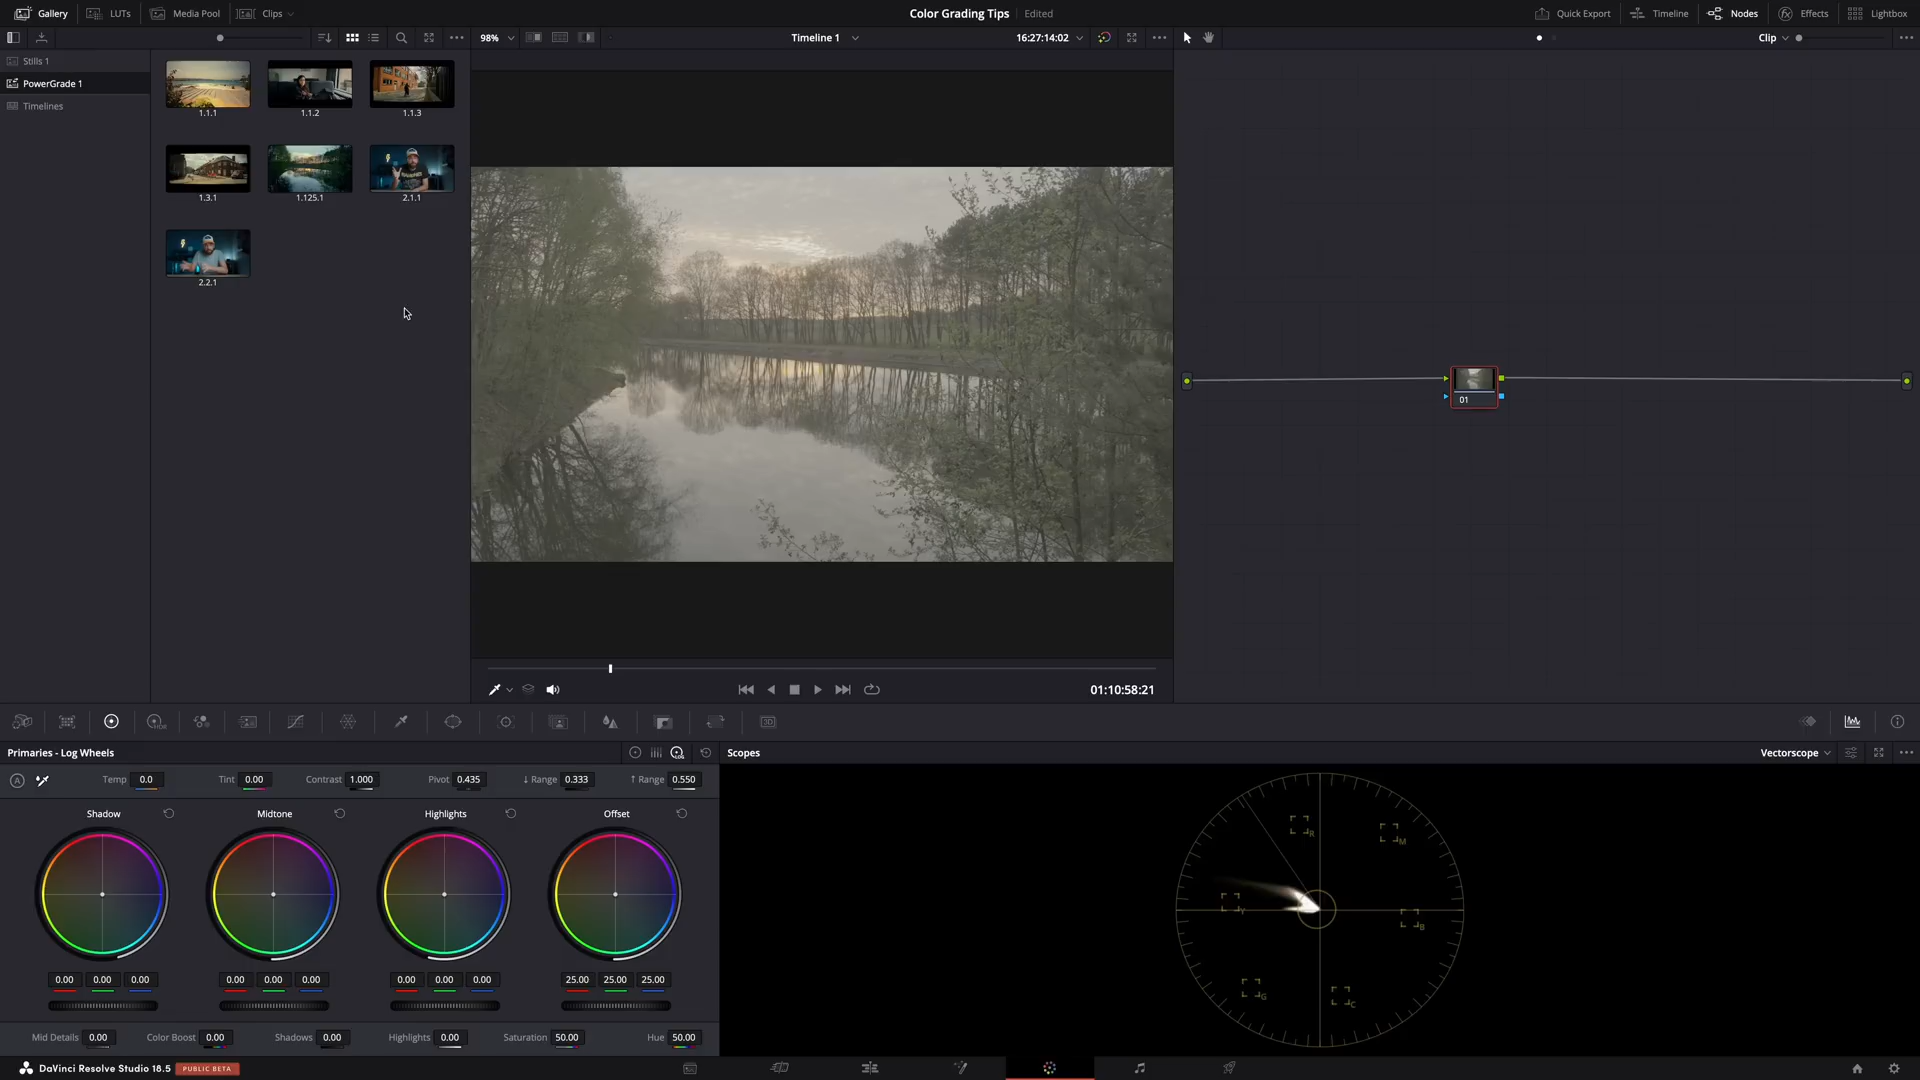 Gallery
LUTs
Media Pool
Clips
Color Grading Tips
Edited
Quick Export
Timeline
Nodes
Effects
Lightbox
98%
Timeline 1
16:27:14:02
Clip
Stills 1
PowerGrade 1
Timelines
1.1.1
1.1.2
1.1.3
1.3.1
1.125.1
2.1.1
2.2.1
01
01:10:58:21
HDR
3D
Primaries - Log Wheels
Scopes
Vectorscope
A
Temp 0.0
Tint 0.00
Contrast 1.000
Pivot 0.435
↓ Range 0.333
↑ Range 0.550
Shadow
Midtone
Highlights
Offset
0.00 0.00 0.00
0.00 0.00 0.00
0.00 0.00 0.00
25.00 25.00 25.00
Mid Details 0.00
Color Boost 0.00
Shadows 0.00
Highlights 0.00
Saturation 50.00
Hue 50.00
R
M
Y
B
G
C
DaVinci Resolve Studio 18.5
PUBLIC BETA